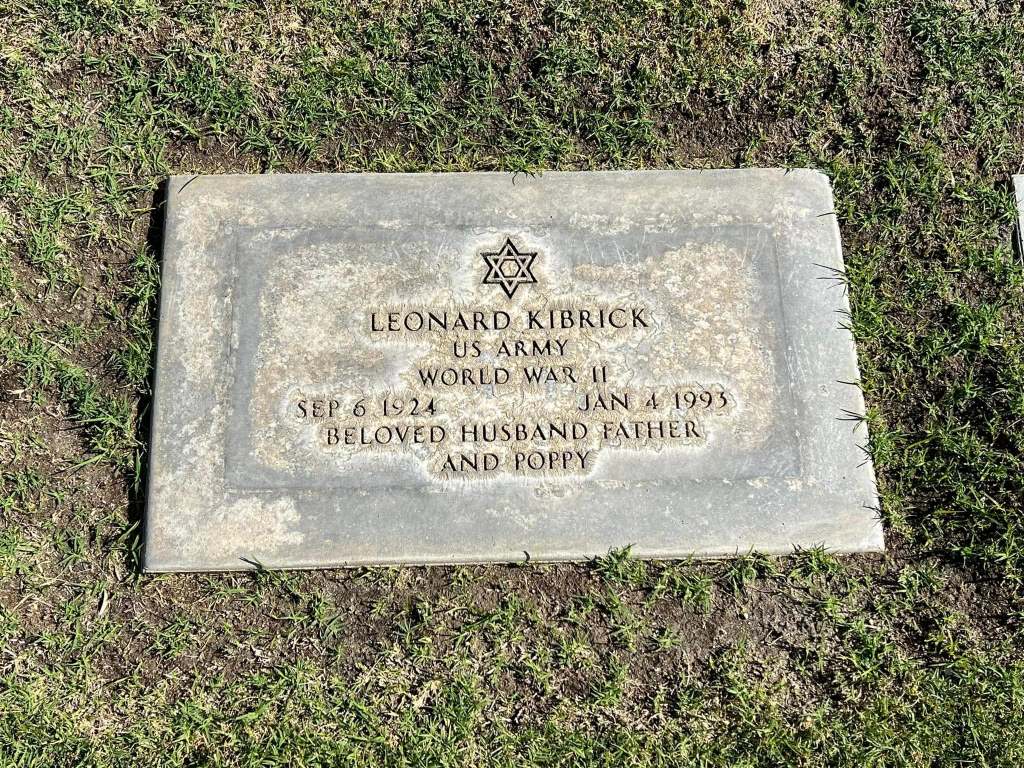 LEONARD KIBRICK
US ARMY
WORLD WAR II
SEP 6 1924 JAN 4 1993
BELOVED HUSBAND FATHER
AND POPPY